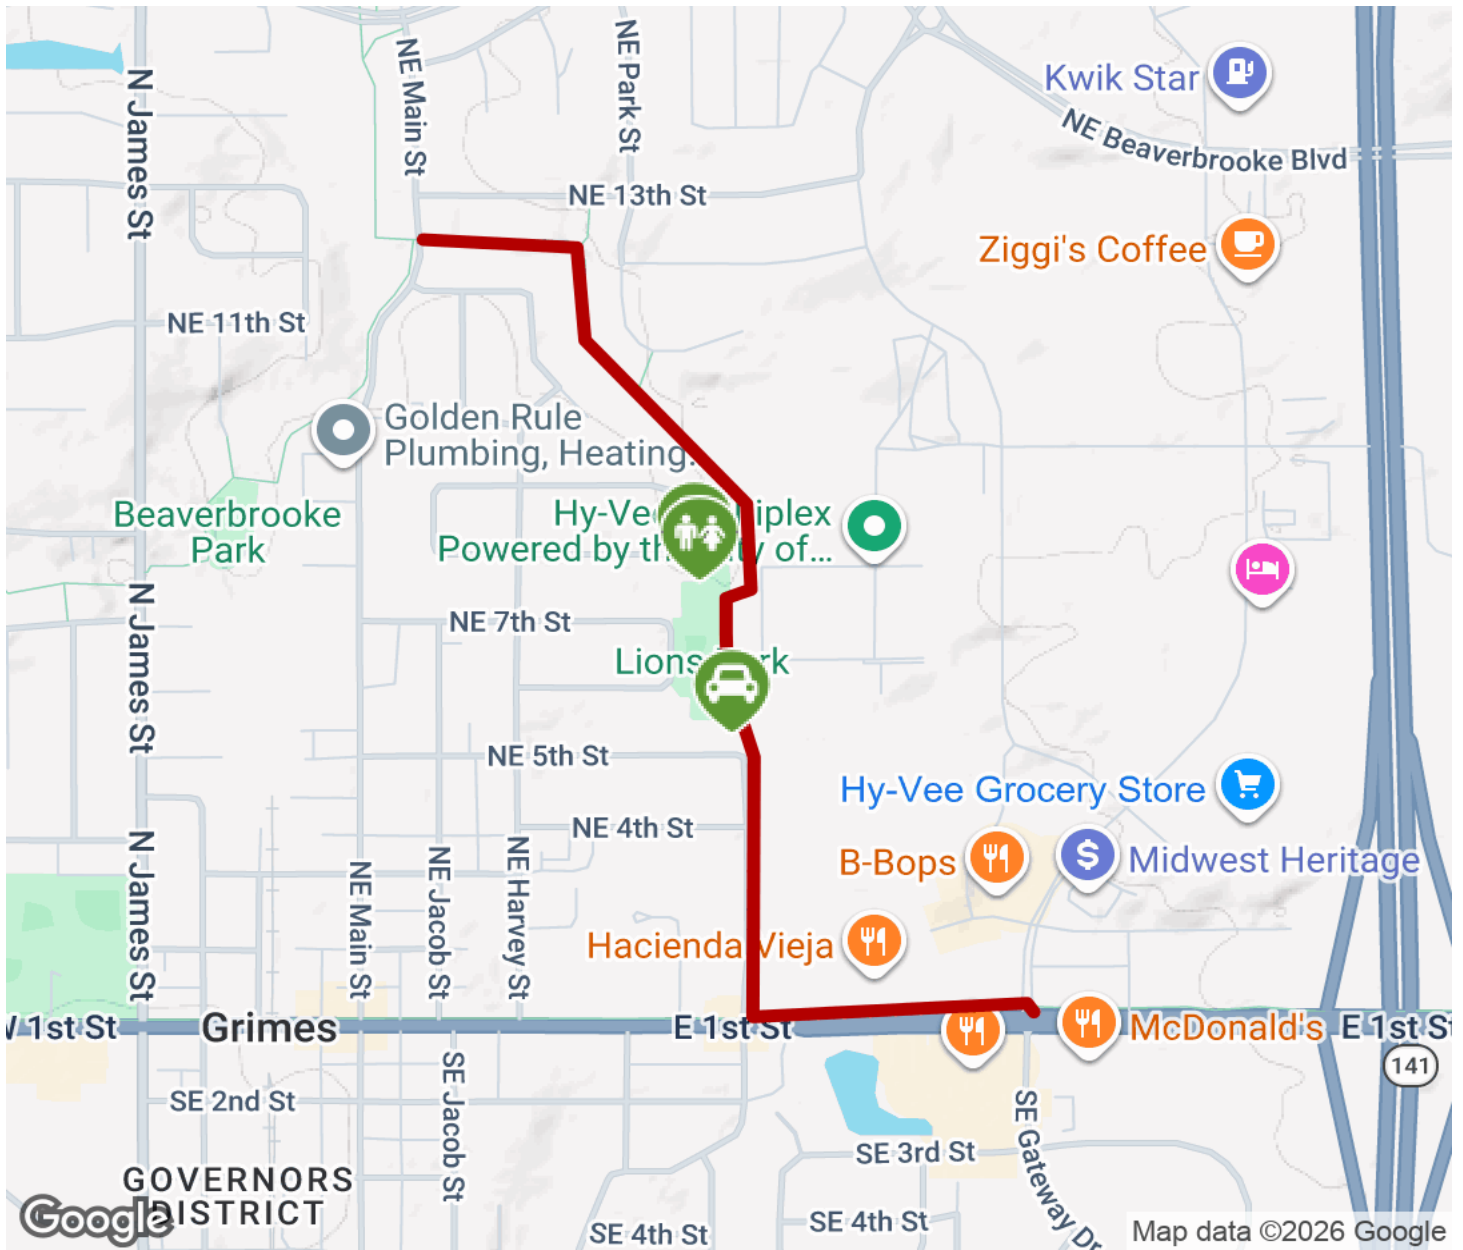 NE Main St
NE Park St
N James St
Kwik Star
NE Beaverbrooke Blvd
NE 13th St
Ziggi's Coffee
NE 11th St
Golden Rule
Plumbing, Heating.
Beaverbrooke
Park
Hy-Vee
iplex
Powered by th
ty of...
N James St
NE 7th St
Lions
rk
NE 5th St
Hy-Vee Grocery Store
NE 4th St
B-Bops
Midwest Heritage
N James St
NE Main St
NE Jacob St
NE Harvey St
Hacienda Vieja
1st St
Grimes
E 1st St
McDonald's
E 1st St
141
SE 2nd St
SE Jacob St
SE 3rd St
SE Gateway Dr
GOVERNORS
DISTRICT
SE 4th St
SE 4th St
Google
Map data ©2026 Google